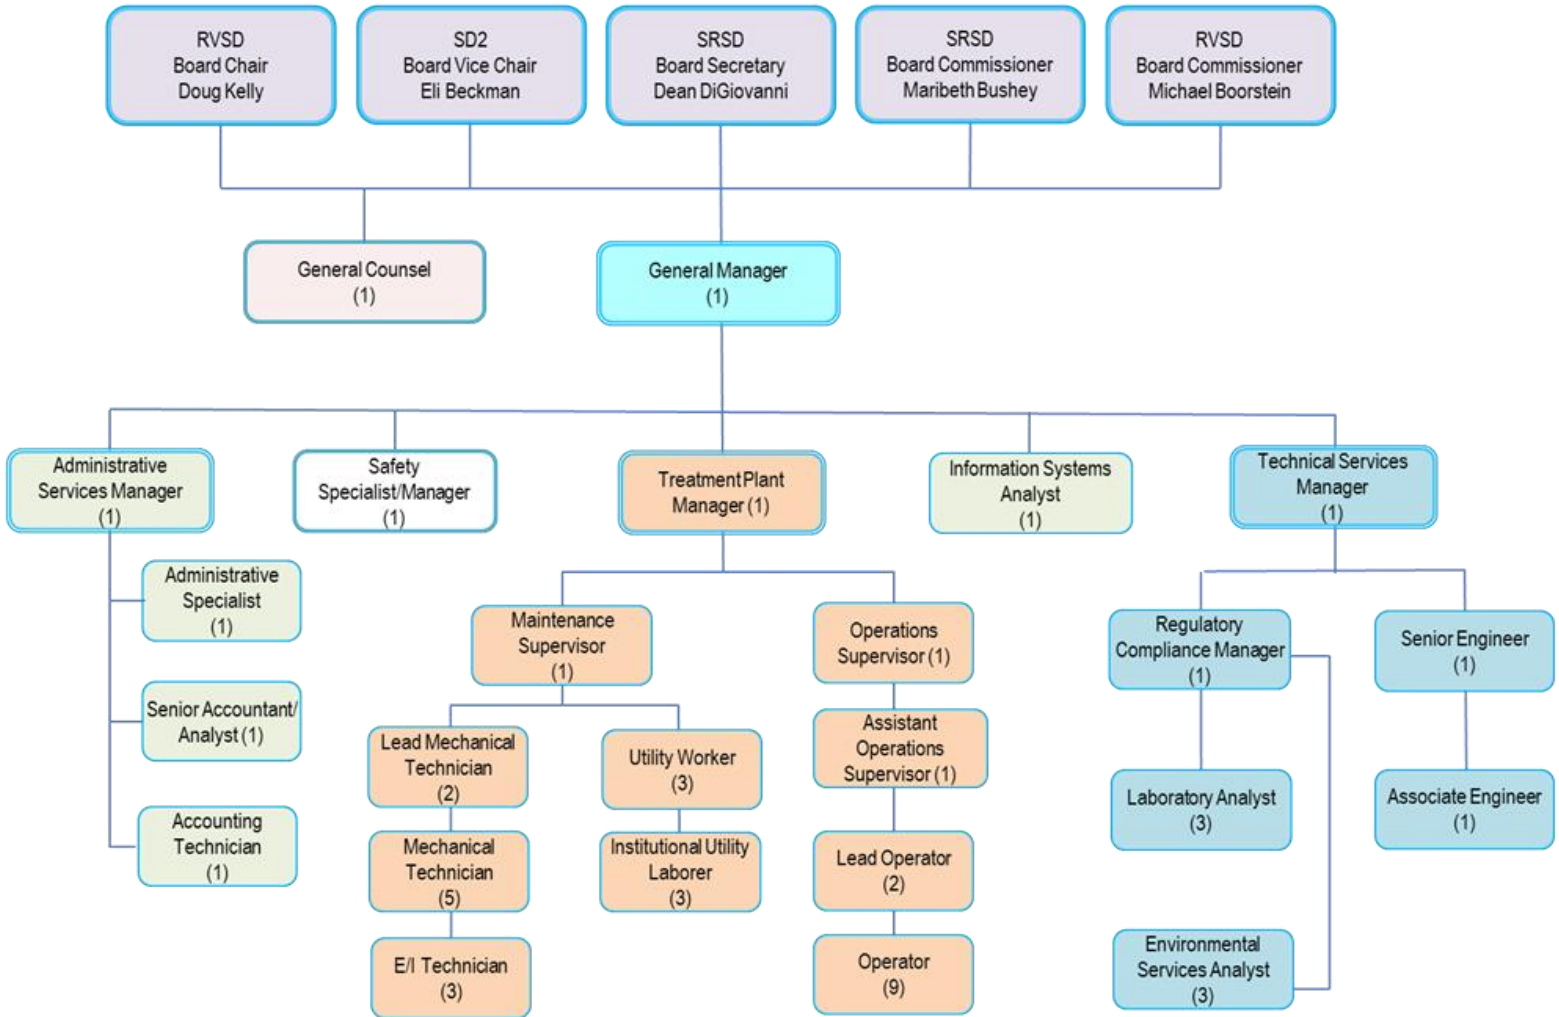 RVSD
Board Chair
Doug Kelly
SD2
Board Vice Chair
Eli Beckman
SRSD
Board Secretary
Dean DiGiovanni
SRSD
Board Commissioner
Maribeth Bushey
RVSD
Board Commissioner
Michael Boorstein
General Counsel
(1)
General Manager
(1)
Administrative
Services Manager
(1)
Safety
Specialist/Manager
(1)
Treatment Plant
Manager (1)
Information Systems
Analyst
(1)
Technical Services
Manager
(1)
Administrative
Specialist
(1)
Senior Accountant/
Analyst (1)
Accounting
Technician
(1)
Maintenance
Supervisor
(1)
Lead Mechanical
Technician
(2)
Mechanical
Technician
(5)
E/I Technician
(3)
Utility Worker
(3)
Institutional Utility
Laborer
(3)
Operations
Supervisor (1)
Assistant
Operations
Supervisor (1)
Lead Operator
(2)
Operator
(9)
Regulatory
Compliance Manager
(1)
Laboratory Analyst
(3)
Environmental
Services Analyst
(3)
Senior Engineer
(1)
Associate Engineer
(1)